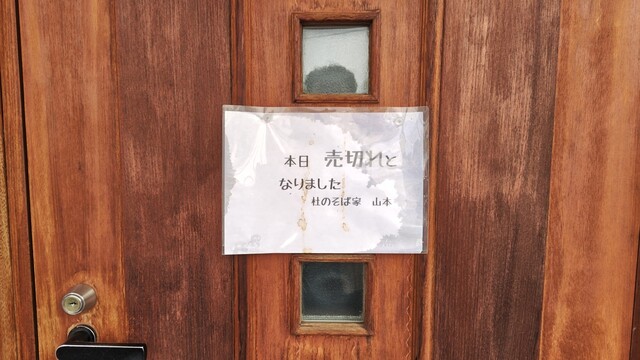 本日 売切れと
なりました
杜のそば家 山本